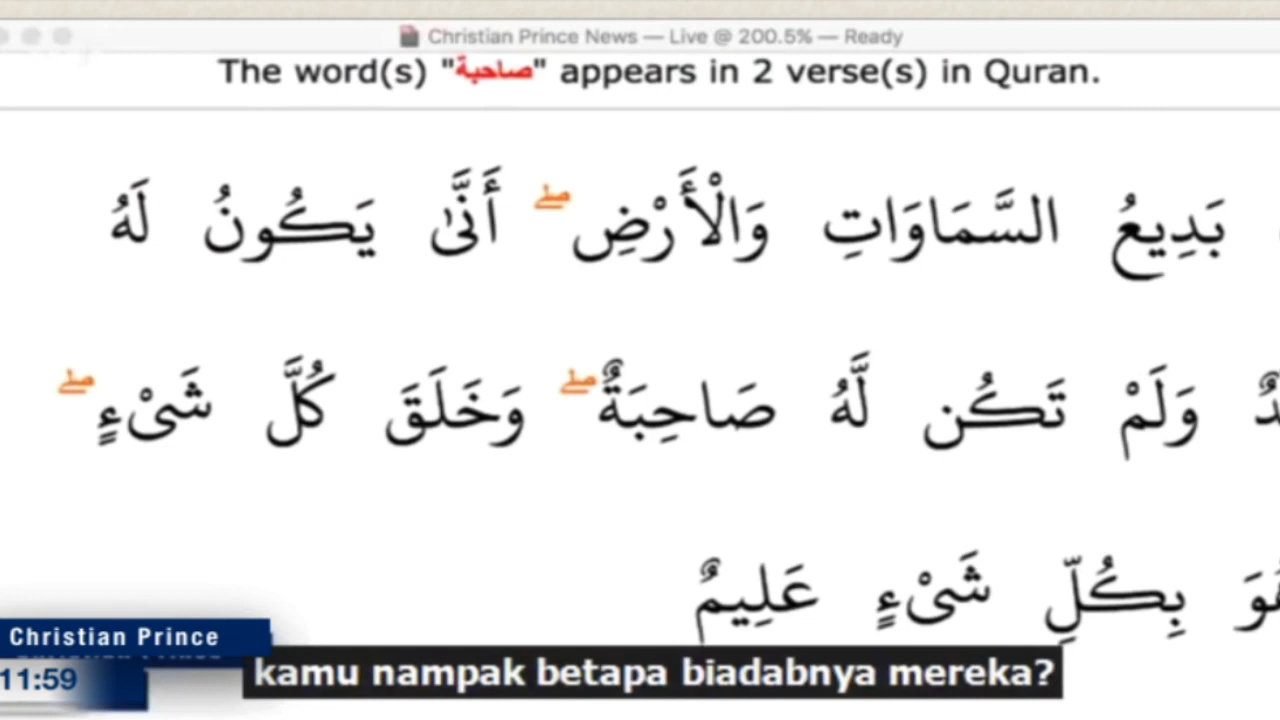 Christian Prince News — Live @ 200.5% — Ready
The word(s) "صاحبة" appears in 2 verse(s) in Quran.
بَدِيعُ السَّمَاوَاتِ وَالْأَرْضِ ۖ أَنَّىٰ يَكُونُ لَهُ
وَلَمْ تَكُن لَّهُ صَاحِبَةٌ ۖ وَخَلَقَ كُلَّ شَىْءٍ ۖ
بِكُلِّ شَىْءٍ عَلِيمٌ
Christian Prince
11:59
kamu nampak betapa biadabnya mereka?